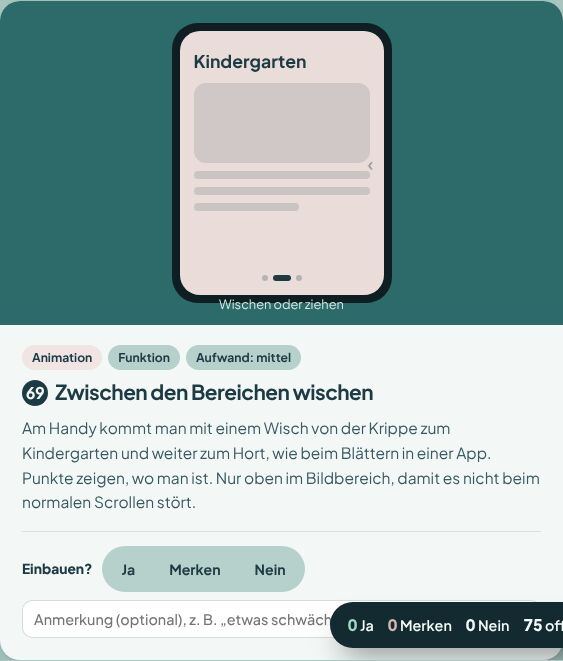 Kindergarten
Wischen oder ziehen
Animation Funktion Aufwand: mittel
69 Zwischen den Bereichen wischen
Am Handy kommt man mit einem Wisch von der Krippe zum
Kindergarten und weiter zum Hort, wie beim Blättern in einer App.
Punkte zeigen, wo man ist. Nur oben im Bildbereich, damit es nicht beim
normalen Scrollen stört.
Einbauen? Ja Merken Nein
Anmerkung (optional), z. B. „etwas
0 Ja 0 Merken 0 Nein 75